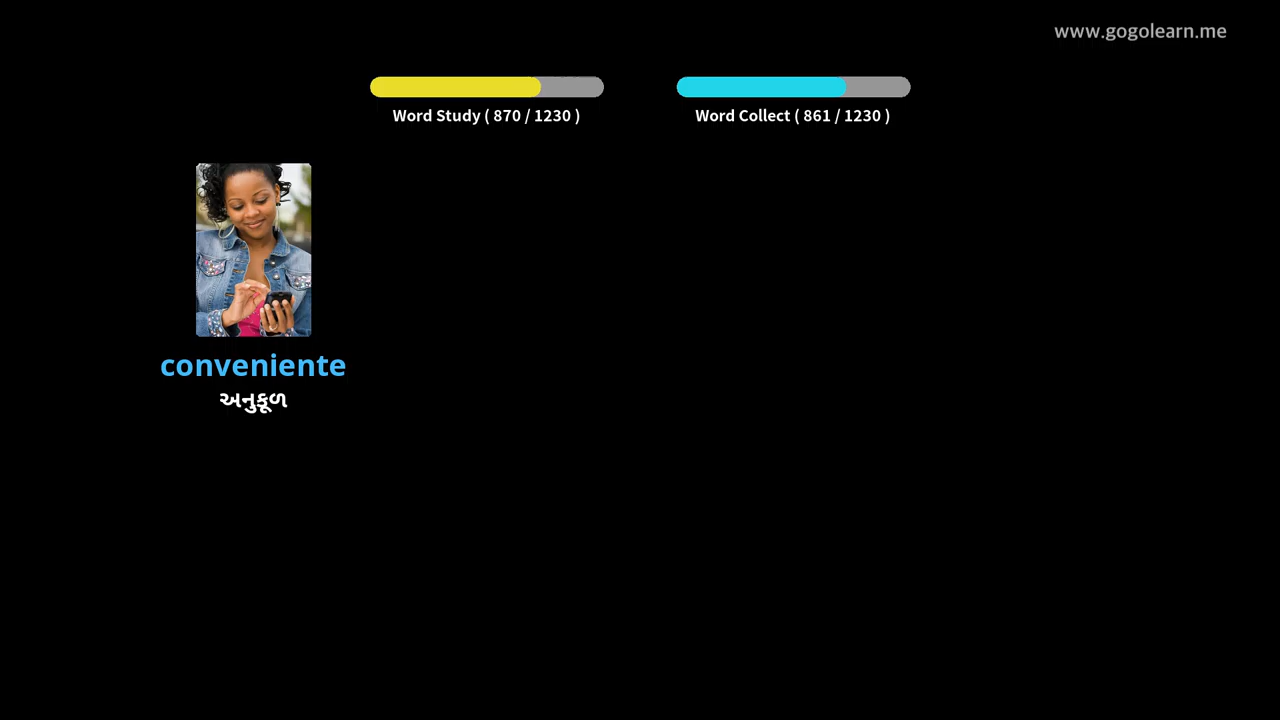 www.gogolearn.me
Word Study ( 870 / 1230 )
Word Collect ( 861 / 1230 )
conveniente
અનુકૂળ